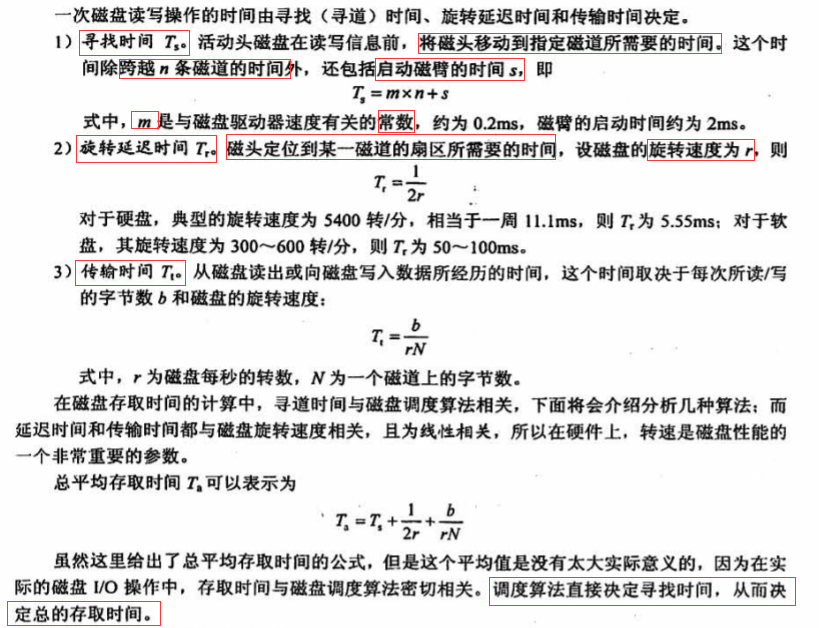 一次磁盘读写操作的时间由寻找（寻道）时间、旋转延迟时间和传输时间决定。
1）寻找时间 Ts。活动头磁盘在读写信息前，将磁头移动到指定磁道所需要的时间。这个时
间除跨越 n 条磁道的时间外，还包括启动磁臂的时间 s，即
Ts = m×n+s
式中，m 是与磁盘驱动器速度有关的常数，约为 0.2ms，磁臂的启动时间约为 2ms。
2）旋转延迟时间 Tr。磁头定位到某一磁道的扇区所需要的时间，设磁盘的旋转速度为 r，则
Tr = 1/2r
对于硬盘，典型的旋转速度为 5400 转/分，相当于一周 11.1ms，则 Tr 为 5.55ms；对于软
盘，其旋转速度为 300～600 转/分，则 Tr 为 50～100ms。
3）传输时间 Tt。从磁盘读出或向磁盘写入数据所经历的时间，这个时间取决于每次所读/写
的字节数 b 和磁盘的旋转速度：
Tt = b/rN
式中，r 为磁盘每秒的转数，N 为一个磁道上的字节数。
在磁盘存取时间的计算中，寻道时间与磁盘调度算法相关，下面将会介绍分析几种算法；而
延迟时间和传输时间都与磁盘旋转速度相关，且为线性相关，所以在硬件上，转速是磁盘性能的
一个非常重要的参数。
总平均存取时间 Ta 可以表示为
Ta = Ts + 1/2r + b/rN
虽然这里给出了总平均存取时间的公式，但是这个平均值是没有太大实际意义的，因为在实
际的磁盘 I/O 操作中，存取时间与磁盘调度算法密切相关。调度算法直接决定寻找时间，从而决
定总的存取时间。